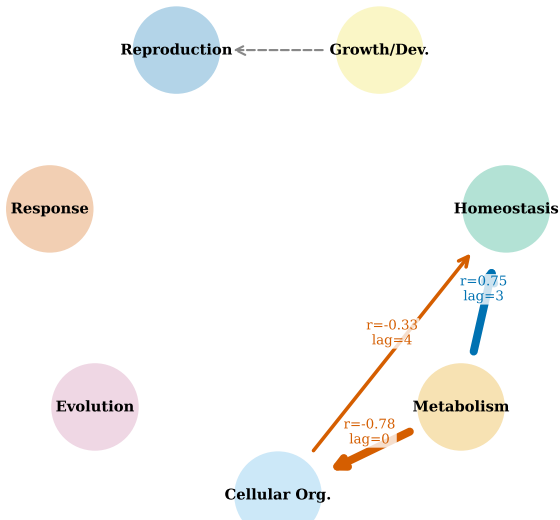 Reproduction
Growth/Dev.
Response
Homeostasis
r=0.75
lag=3
r=-0.33
lag=4
Evolution
Metabolism
r=-0.78
lag=0
Cellular Org.